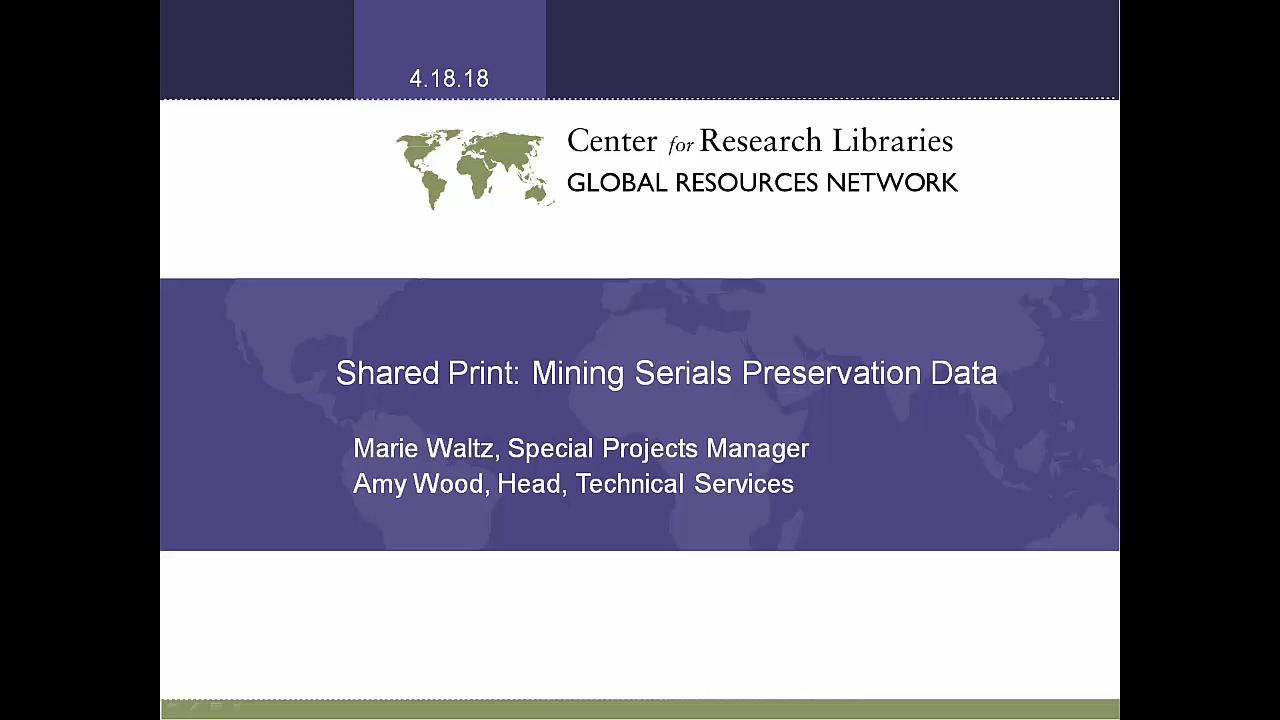 4.18.18
Center for Research Libraries
GLOBAL RESOURCES NETWORK
Shared Print: Mining Serials Preservation Data
Marie Waltz, Special Projects Manager
Amy Wood, Head, Technical Services